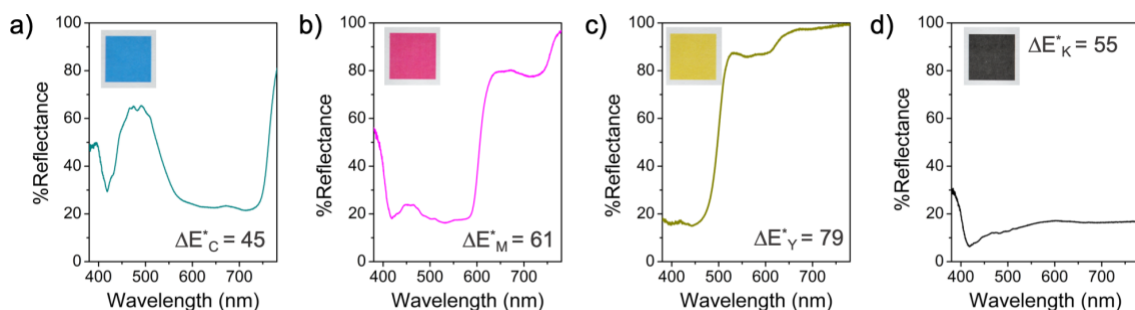 a)
100
80
60
40
20
0
%Reflectance
400 500 600 700
Wavelength (nm)
ΔE*C = 45
b)
100
80
60
40
20
0
%Reflectance
400 500 600 700
Wavelength (nm)
ΔE*M = 61
c)
100
80
60
40
20
0
%Reflectance
400 500 600 700
Wavelength (nm)
ΔE*Y = 79
d)
100
80
60
40
20
0
%Reflectance
400 500 600 700
Wavelength (nm)
ΔE*K = 55